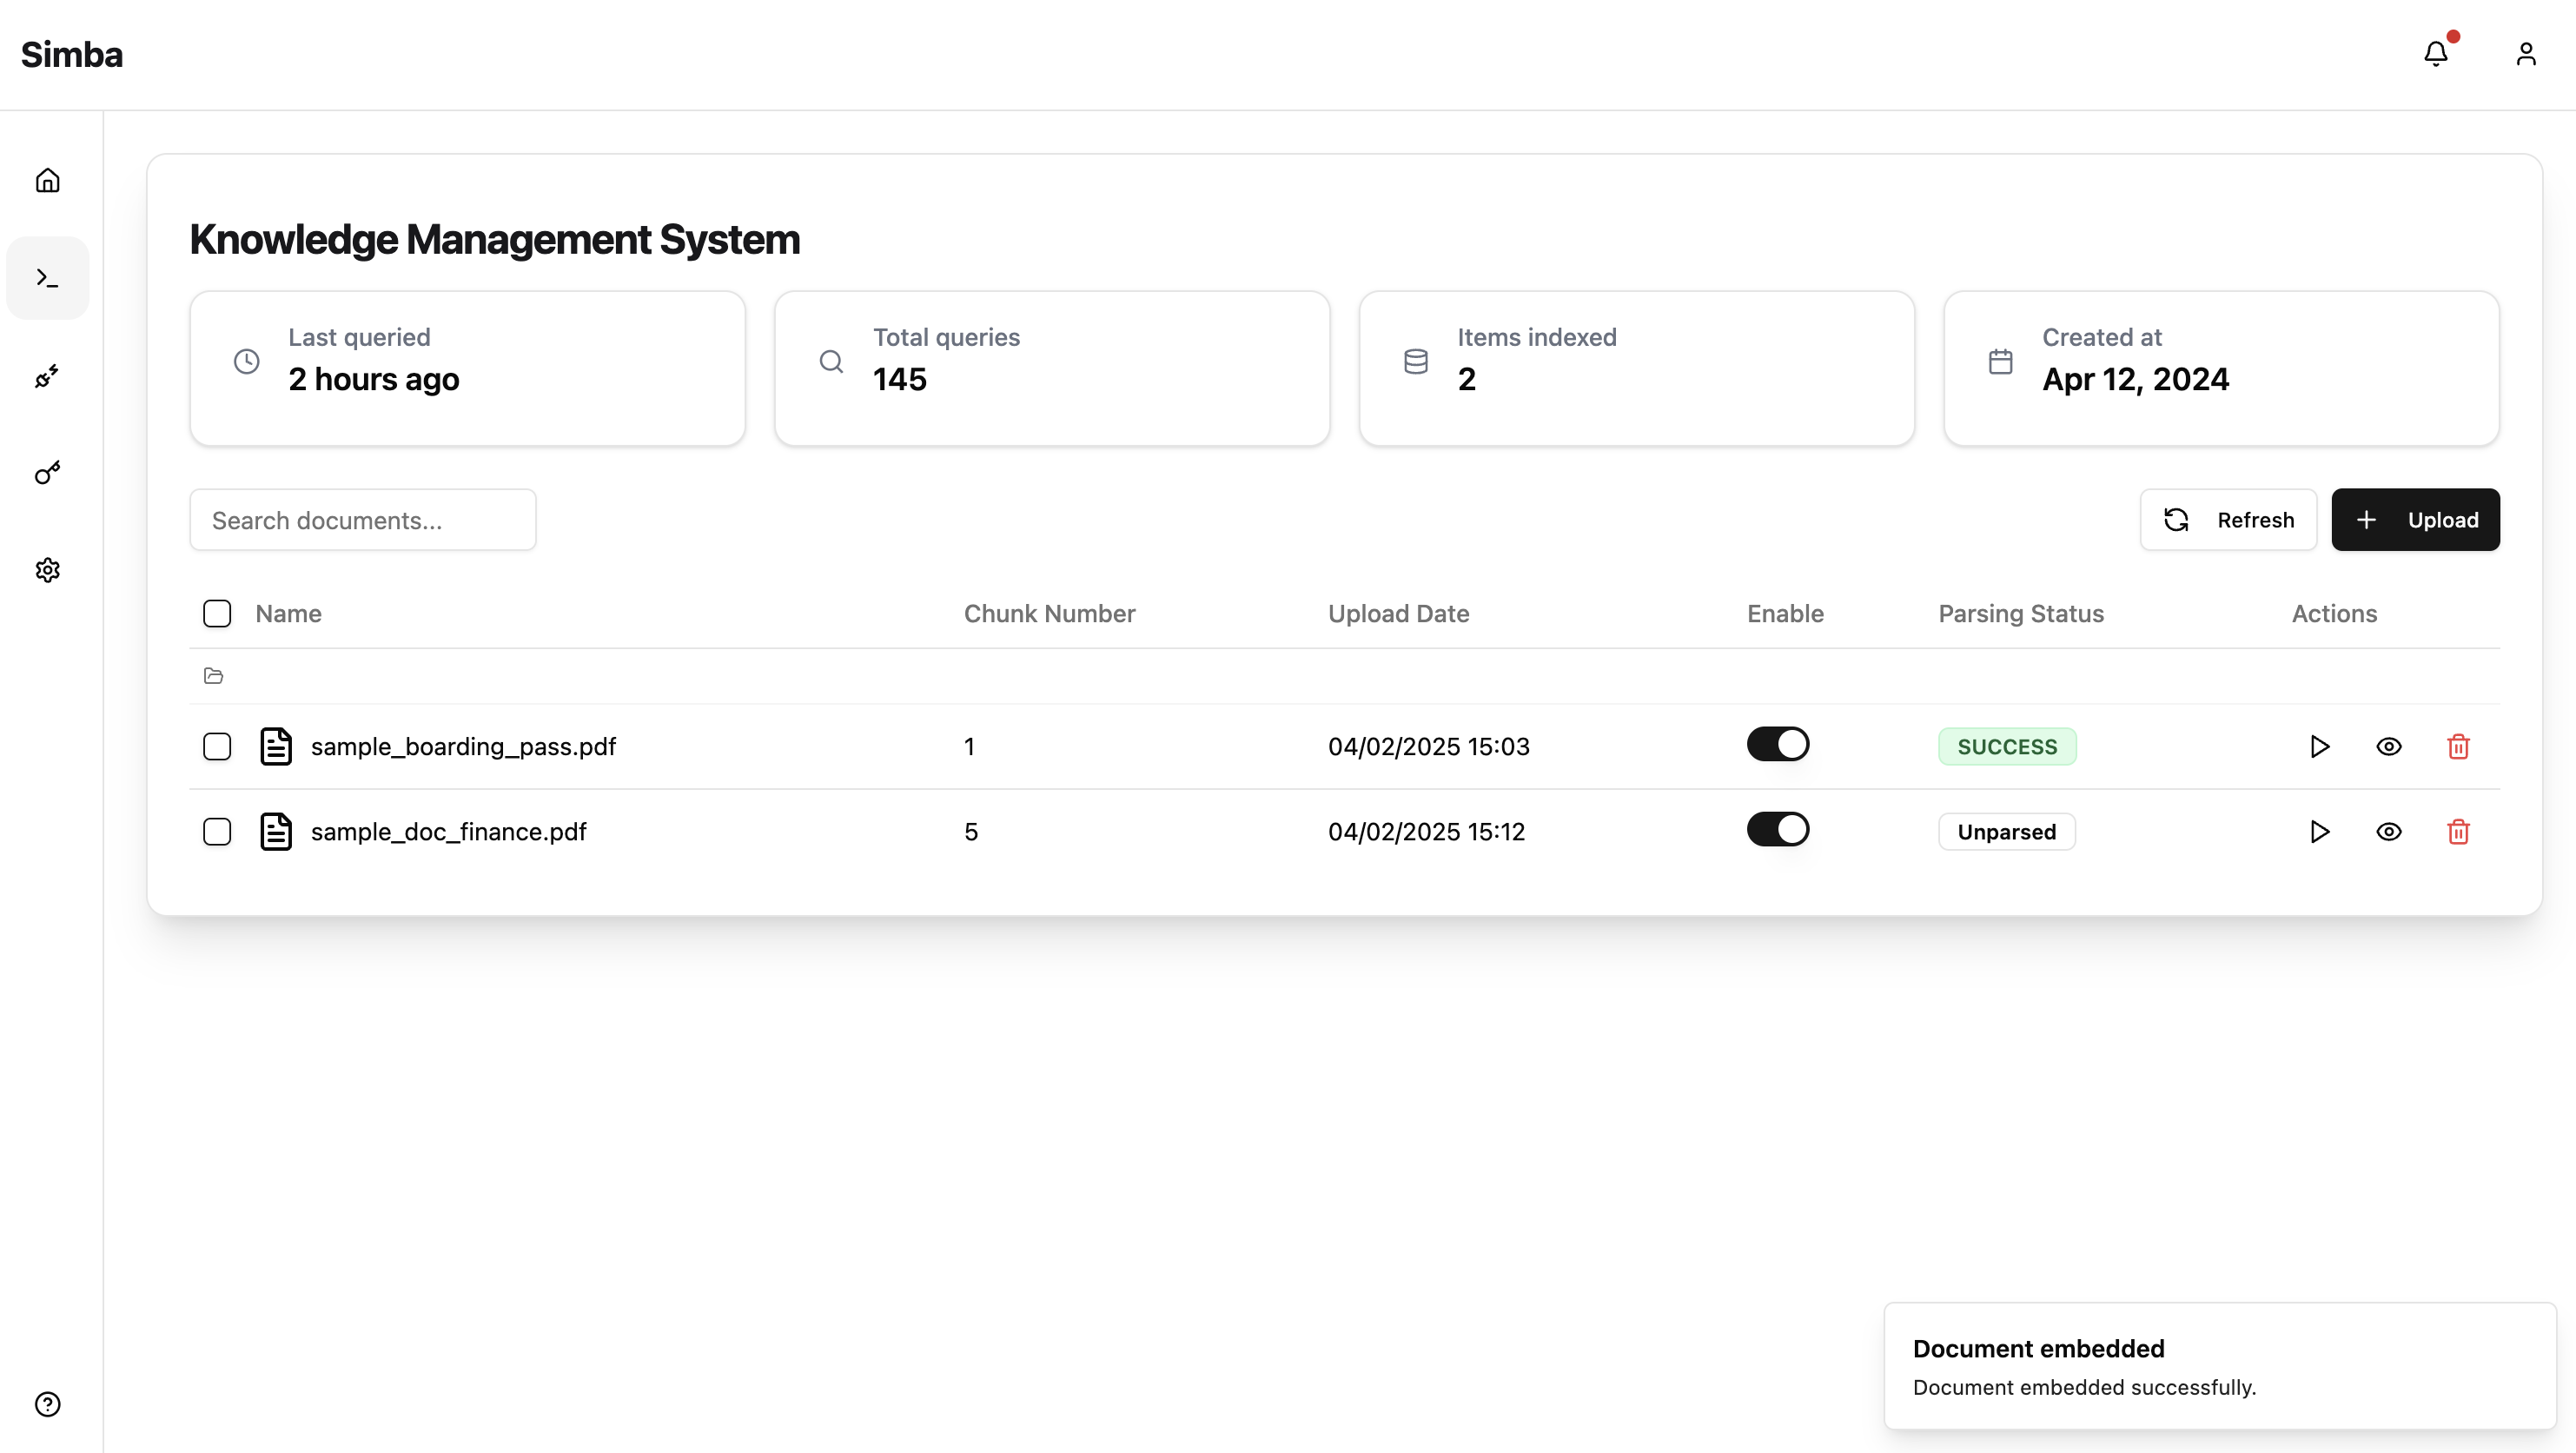 Simba
Knowledge Management System
Last queried
2 hours ago
Total queries
145
Items indexed
2
Created at
Apr 12, 2024
Search documents...
Refresh
Upload
Name Chunk Number Upload Date Enable Parsing Status Actions
sample_boarding_pass.pdf 1 04/02/2025 15:03 SUCCESS
sample_doc_finance.pdf 5 04/02/2025 15:12 Unparsed
Document embedded
Document embedded successfully.